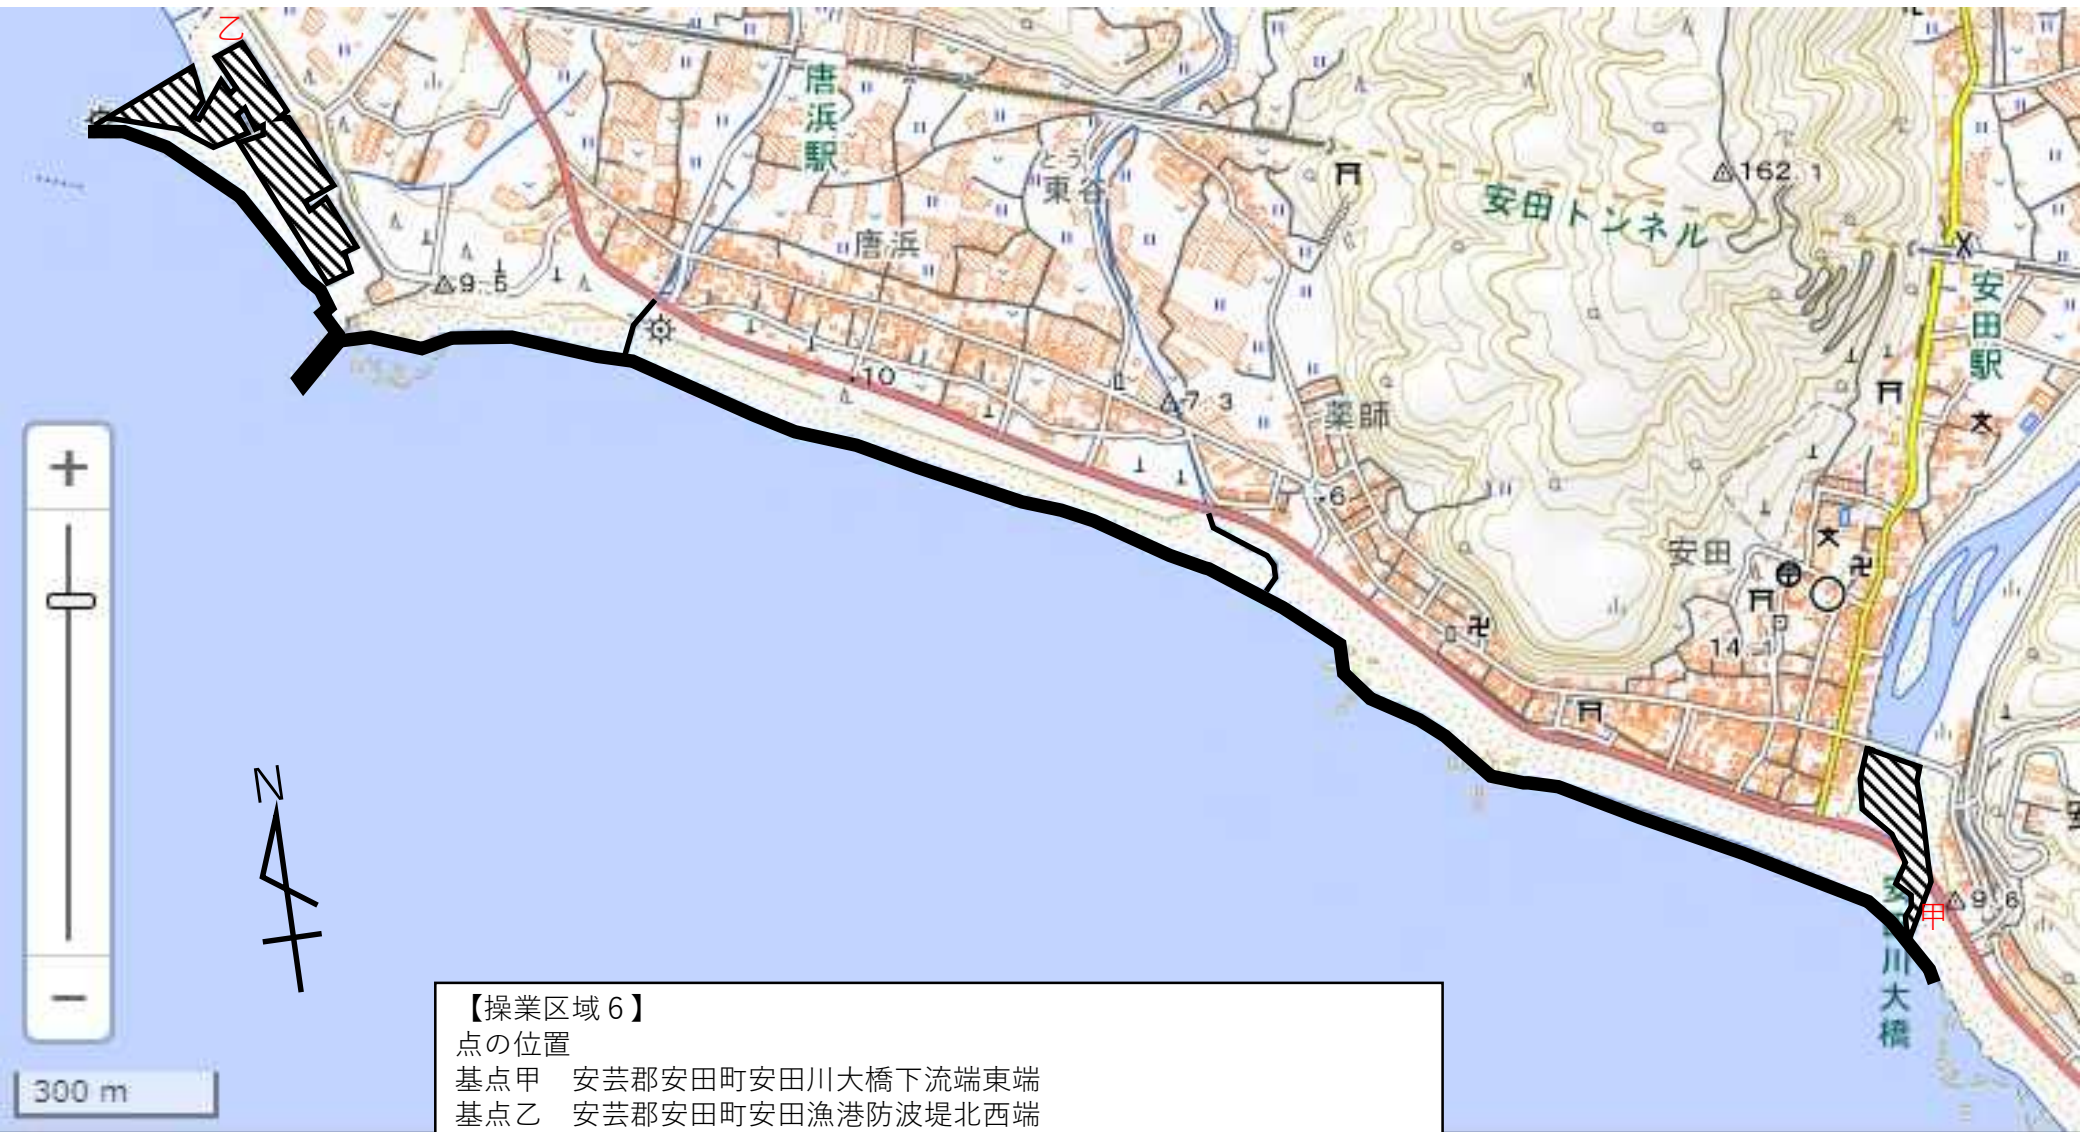 乙
唐浜駅
とう
東谷
162.1
安田トンネル
唐浜
9.5
安田駅
10
7.3
薬師
6
安田
14.1
N
9.6
甲
安田川大橋
300 m
【操業区域６】
点の位置
基点甲　安芸郡安田町安田川大橋下流端東端
基点乙　安芸郡安田町安田漁港防波堤北西端